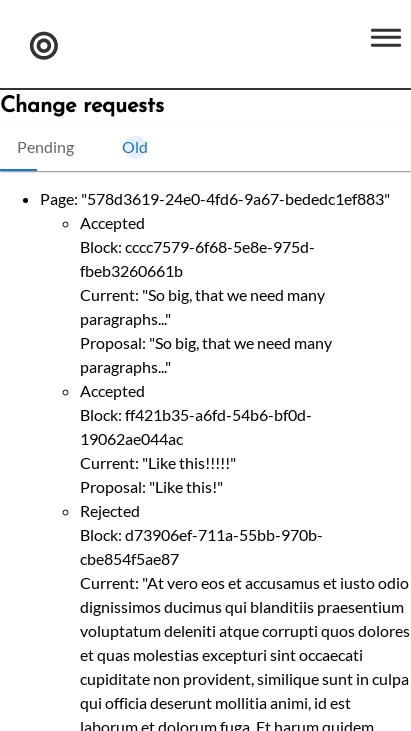 Change requests
Pending
Old
Page: "578d3619-24e0-4fd6-9a67-bededc1ef883"
Accepted
Block: cccc7579-6f68-5e8e-975d-
fbeb3260661b
Current: "So big, that we need many
paragraphs..."
Proposal: "So big, that we need many
paragraphs..."
Accepted
Block: ff421b35-a6fd-54b6-bf0d-
19062ae044ac
Current: "Like this!!!!!"
Proposal: "Like this!"
Rejected
Block: d73906ef-711a-55bb-970b-
cbe854f5ae87
Current: "At vero eos et accusamus et iusto odio
dignissimos ducimus qui blanditiis praesentium
voluptatum deleniti atque corrupti quos dolores
et quas molestias excepturi sint occaecati
cupiditate non provident, similique sunt in culpa
qui officia deserunt mollitia animi, id est
laborum et dolorum fuga. Et harum quidem